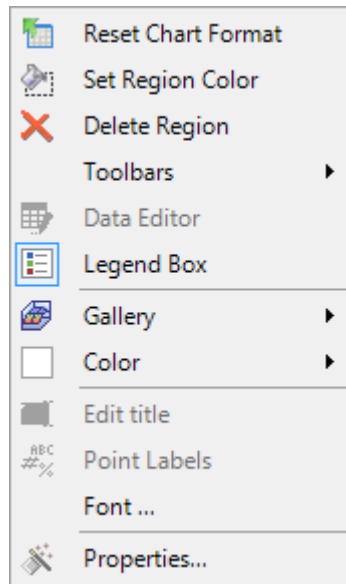 Reset Chart Format
Set Region Color
Delete Region
Toolbars
Data Editor
Legend Box
Gallery
Color
Edit title
ABC
#%
Point Labels
Font ...
Properties...